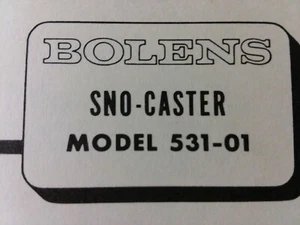 BOLENS
SNO-CASTER
MODEL 531-01